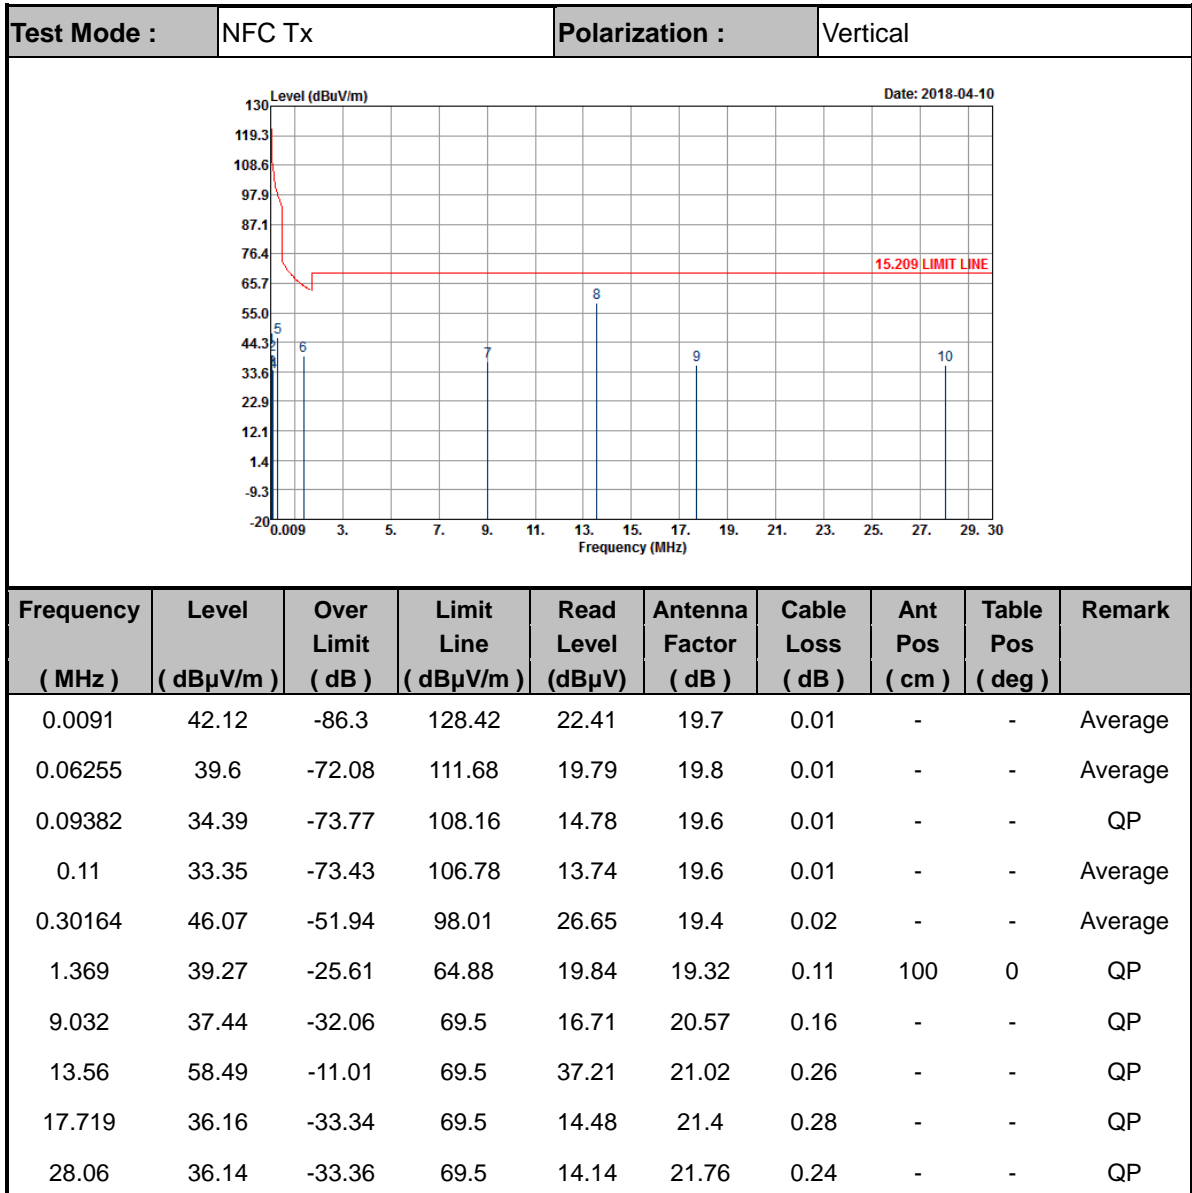 Test Mode : NFC Tx Polarization : Vertical
Level (dBuV/m) Date: 2018-04-10
130
119.3
108.6
97.9
87.1
76.4
15.209 LIMIT LINE
65.7
8
55.0
5
44.3
2
6
7
9
10
33.6
22.9
12.1
1.4
-9.3
-20
0.009 3. 5. 7. 9. 11. 13. 15. 17. 19. 21. 23. 25. 27. 29. 30
Frequency (MHz)
Frequency Level Over Limit Read Antenna Cable Ant Table Remark
Limit Line Level Factor Loss Pos Pos
( MHz ) ( dBµV/m ) ( dB ) ( dBµV/m ) (dBµV) ( dB ) ( dB ) ( cm ) ( deg )
0.0091 42.12 -86.3 128.42 22.41 19.7 0.01 - - Average
0.06255 39.6 -72.08 111.68 19.79 19.8 0.01 - - Average
0.09382 34.39 -73.77 108.16 14.78 19.6 0.01 - - QP
0.11 33.35 -73.43 106.78 13.74 19.6 0.01 - - Average
0.30164 46.07 -51.94 98.01 26.65 19.4 0.02 - - Average
1.369 39.27 -25.61 64.88 19.84 19.32 0.11 100 0 QP
9.032 37.44 -32.06 69.5 16.71 20.57 0.16 - - QP
13.56 58.49 -11.01 69.5 37.21 21.02 0.26 - - QP
17.719 36.16 -33.34 69.5 14.48 21.4 0.28 - - QP
28.06 36.14 -33.36 69.5 14.14 21.76 0.24 - - QP